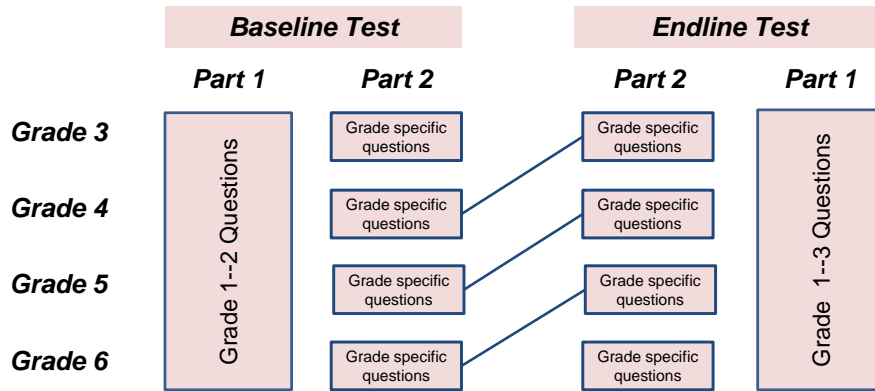 Baseline Test Endline Test
Part 1 Part 2 Part 2 Part 1
Grade 3
Grade 4
Grade 5
Grade 6
Grade 1--2 Questions
Grade specific
questions
Grade specific
questions
Grade specific
questions
Grade specific
questions
Grade specific
questions
Grade specific
questions
Grade specific
questions
Grade specific
questions
Grade 1--3 Questions